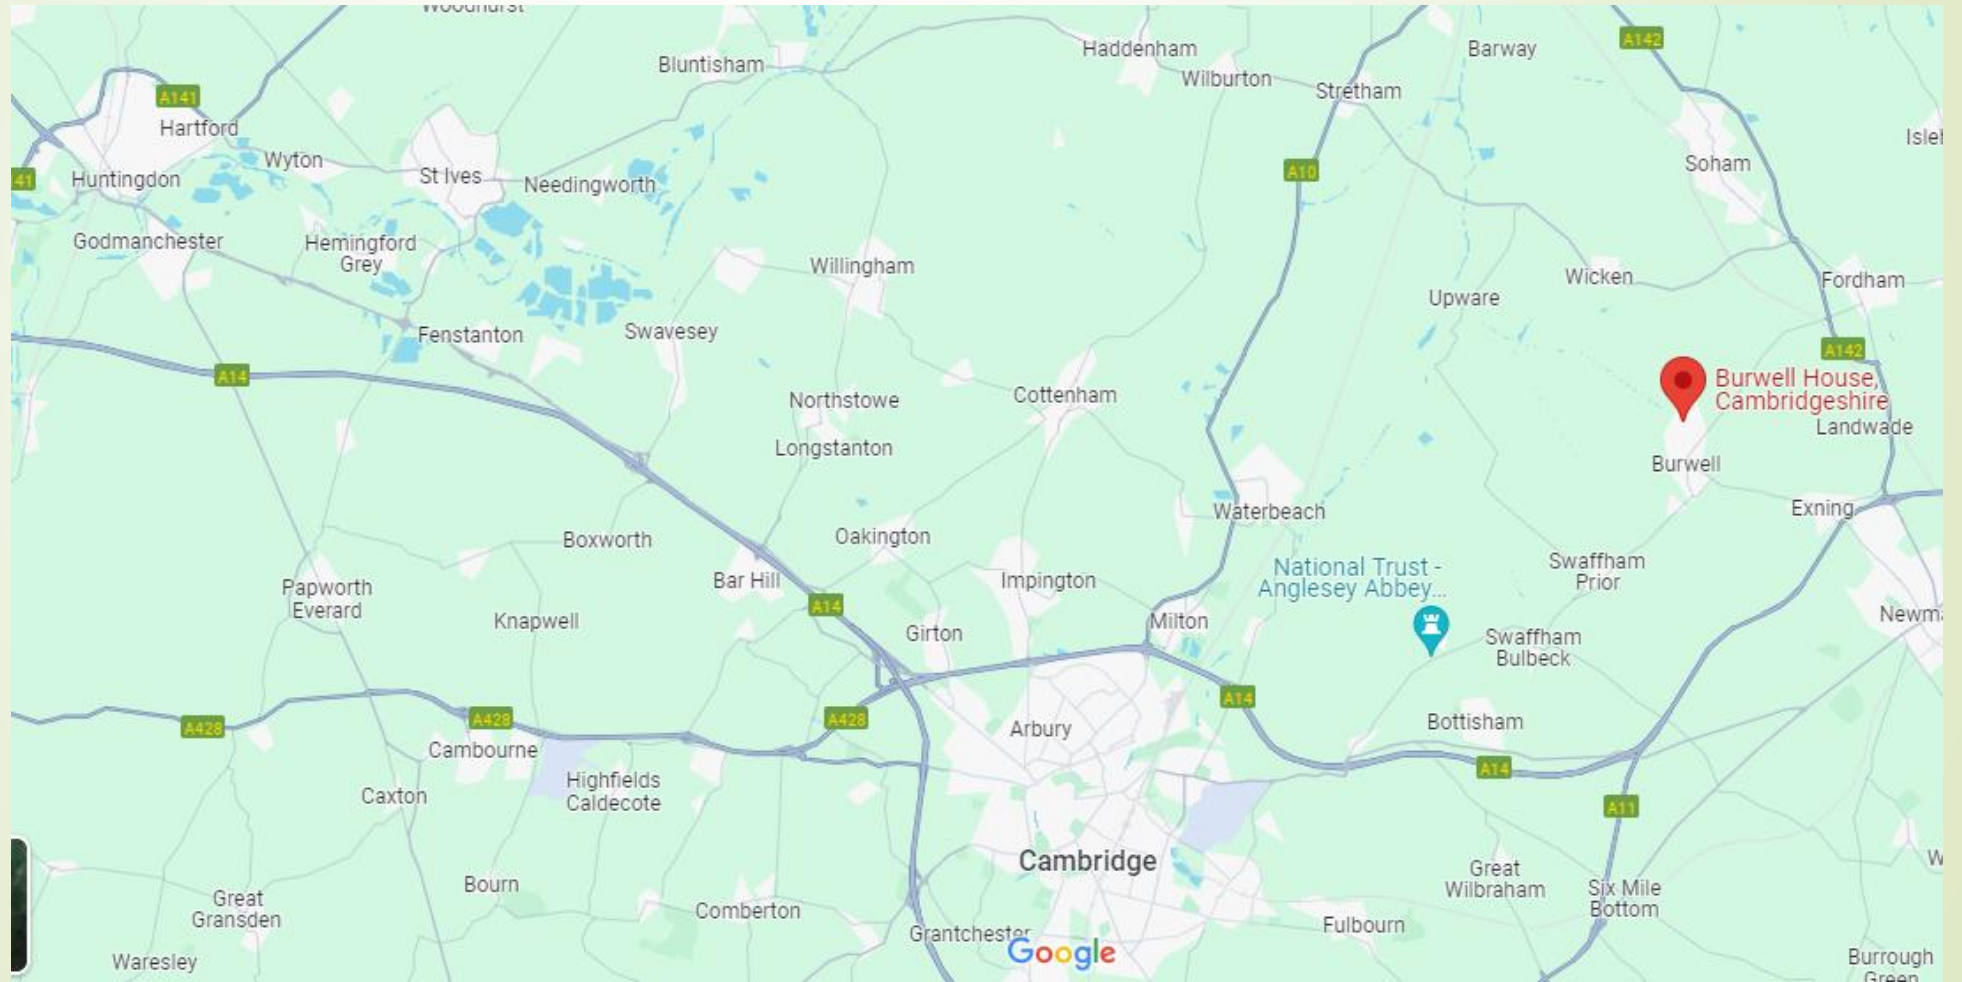 Woodhurst
Haddenham
Barway
A142
Bluntisham
Wilburton
Stretham
A141
Hartford
Wyton
Soham
A10
St Ives
Needingworth
41
Huntingdon
Godmanchester
Hemingford
Grey
Willingham
Wicken
Fordham
Upware
Fenstanton
Swavesey
A142
A14
Burwell House,
Cambridgeshire
Northstowe
Cottenham
Landwade
Longstanton
Burwell
Waterbeach
Exning
Boxworth
Oakington
National Trust -
Anglesey Abbey...
Swaffham
Prior
Bar Hill
Impington
Papworth
Everard
A14
Knapwell
Girton
Milton
Swaffham
Bulbeck
A14
A428
A428
A428
Arbury
Bottisham
Cambourne
A14
Highfields
Caldecote
Caxton
A11
Cambridge
Great
Wilbraham
Six Mile
Bottom
Bourn
Great
Gransden
Comberton
Fulbourn
Grantchester
Google
Waresley
Burrough
Green